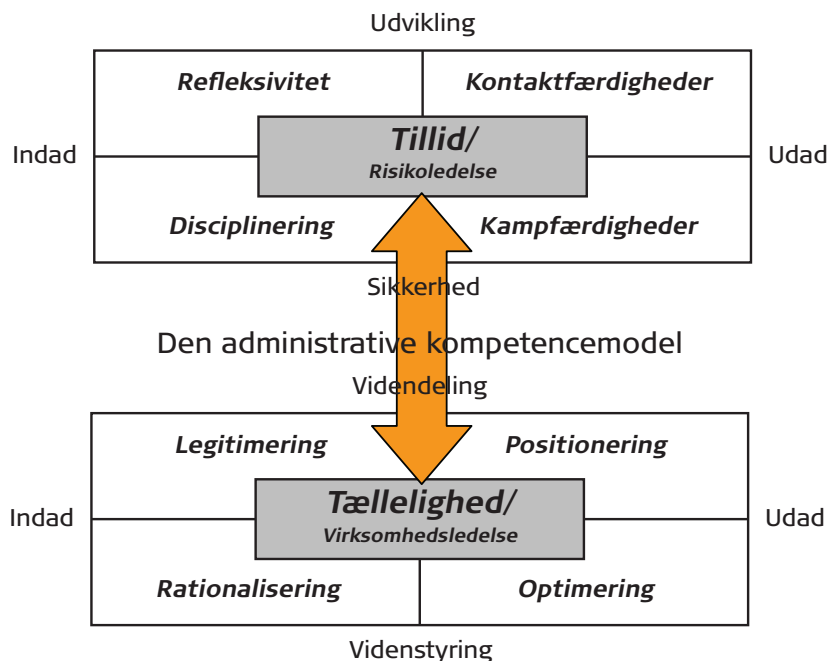 Udvikling
Refleksivitet
Kontaktfærdigheder
Indad
Tillid/
Risikoledelse
Udad
Disciplinering
Kampfærdigheder
Sikkerhed
Den administrative kompetencemodel
Videndeling
Legitimering
Positionering
Indad
Tællelighed/
Virksomhedsledelse
Udad
Rationalisering
Optimering
Videnstyring